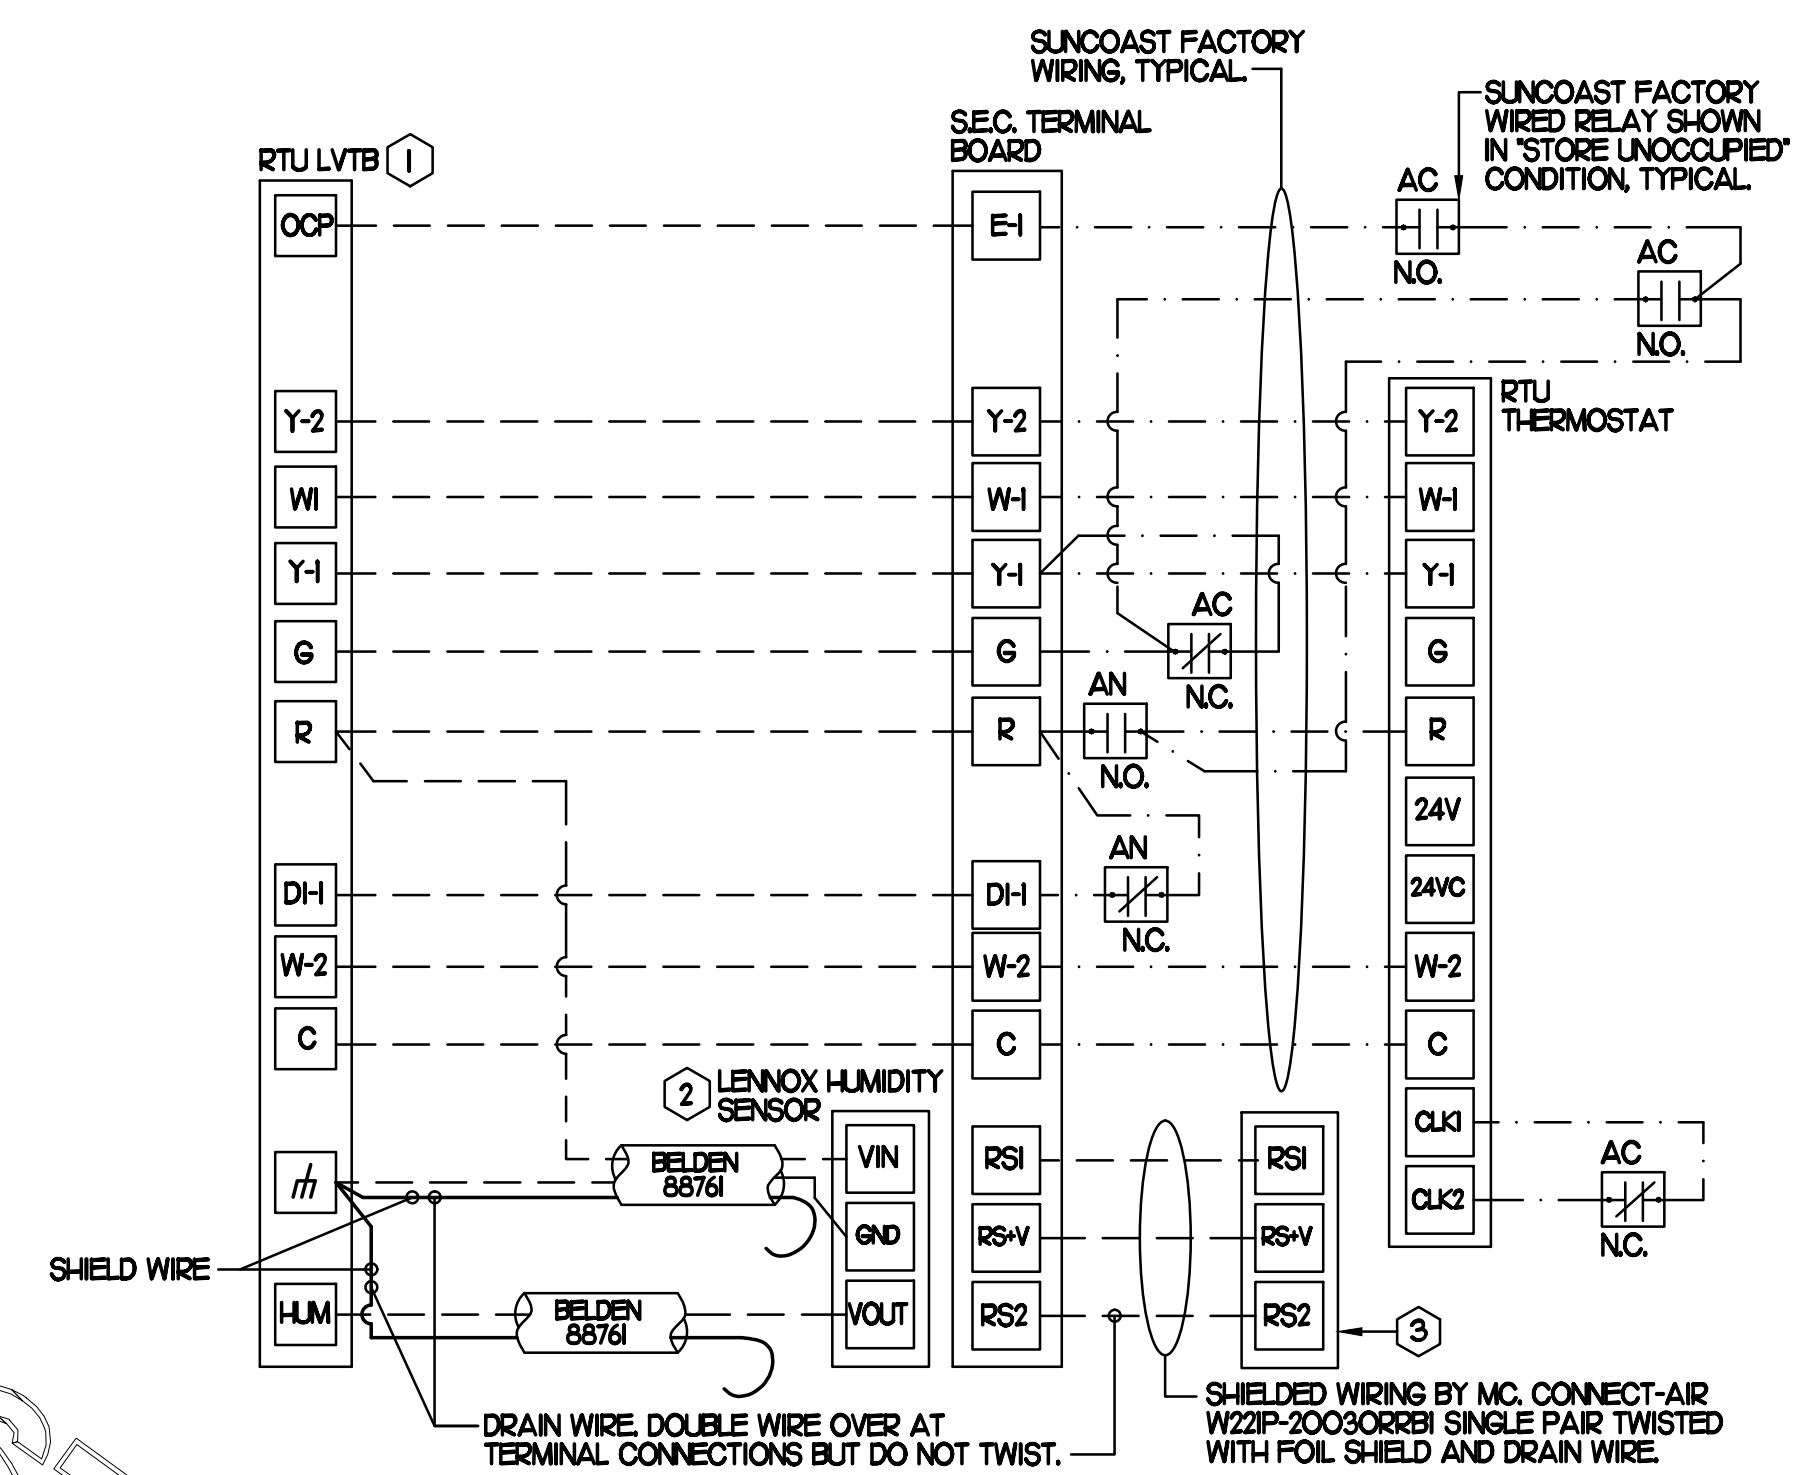 SUNCOAST FACTORY
WIRING, TYPICAL.
SUNCOAST FACTORY
WIRED RELAY SHOWN
IN "STORE UNOCCUPIED"
CONDITION, TYPICAL.
S.E.C. TERMINAL
BOARD
RTU LVTB
1
OCP
Y-2
W1
Y-1
G
R
DI-1
W-2
C
HUM
E-1
Y-2
W-1
Y-1
G
R
DI-1
W-2
C
RS1
RS+V
RS2
AC
N.O.
AC
N.O.
RTU
THERMOSTAT
Y-2
W-1
Y-1
G
R
24V
24VC
W-2
C
CLK1
CLK2
AC
N.C.
AN
N.O.
AN
N.C.
AC
N.C.
2
LENNOX HUMIDITY
SENSOR
VIN
GND
VOUT
BELDEN
88761
BELDEN
88761
RS1
RS+V
RS2
3
SHIELD WIRE
DRAIN WIRE. DOUBLE WIRE OVER AT
TERMINAL CONNECTIONS BUT DO NOT TWIST.
SHIELDED WIRING BY MC. CONNECT-AIR
W221P-2003ORRB1 SINGLE PAIR TWISTED
WITH FOIL SHIELD AND DRAIN WIRE.